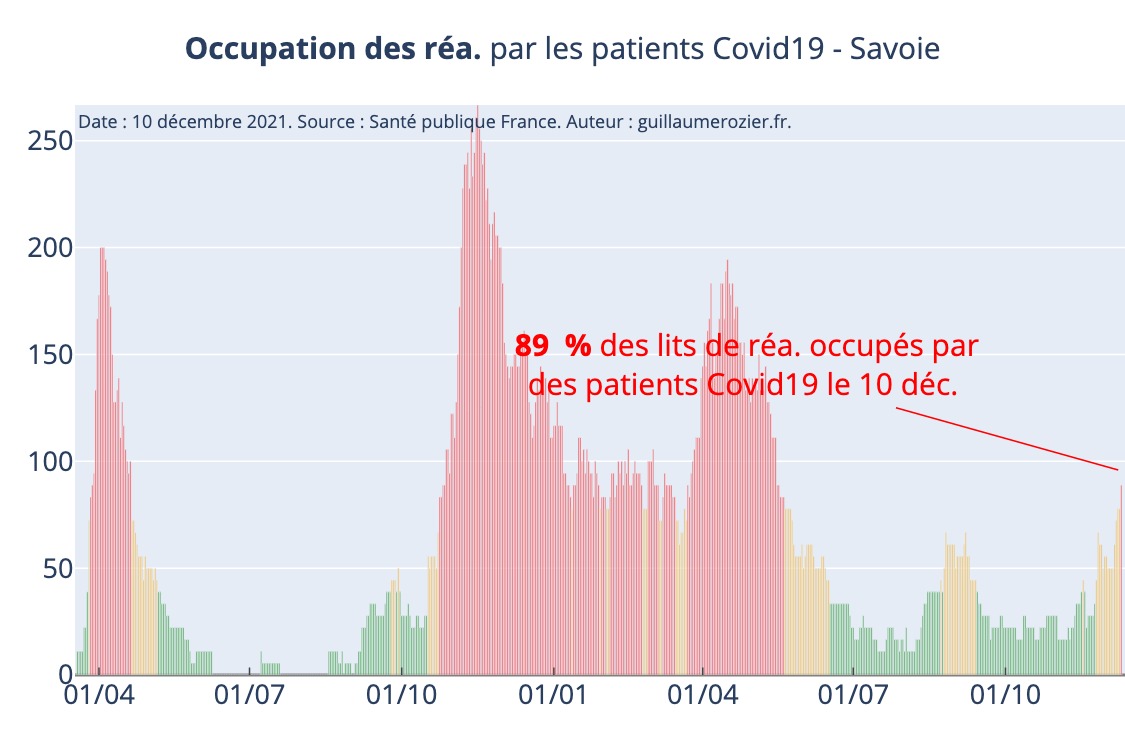 Occupation des réa. par les patients Covid19 - Savoie
Date : 10 décembre 2021. Source : Santé publique France. Auteur : guillaumerozier.fr.
250
200
150
100
50
0
89 % des lits de réa. occupés par
des patients Covid19 le 10 déc.
01/04 01/07 01/10 01/01 01/04 01/07 01/10